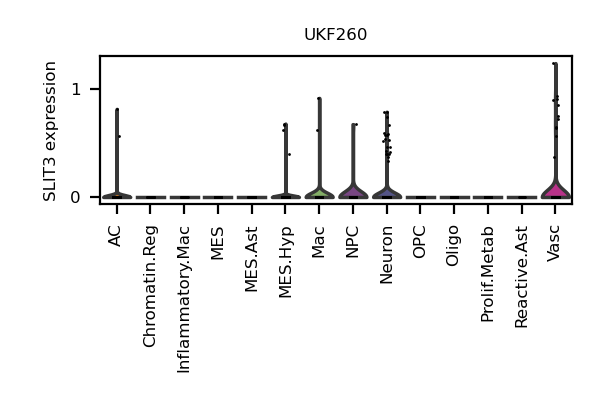 UKF260
SLIT3 expression
1
0
AC
Chromatin.Reg
Inflammatory.Mac
MES
MES.Ast
MES.Hyp
Mac
NPC
Neuron
OPC
Oligo
Prolif.Metab
Reactive.Ast
Vasc